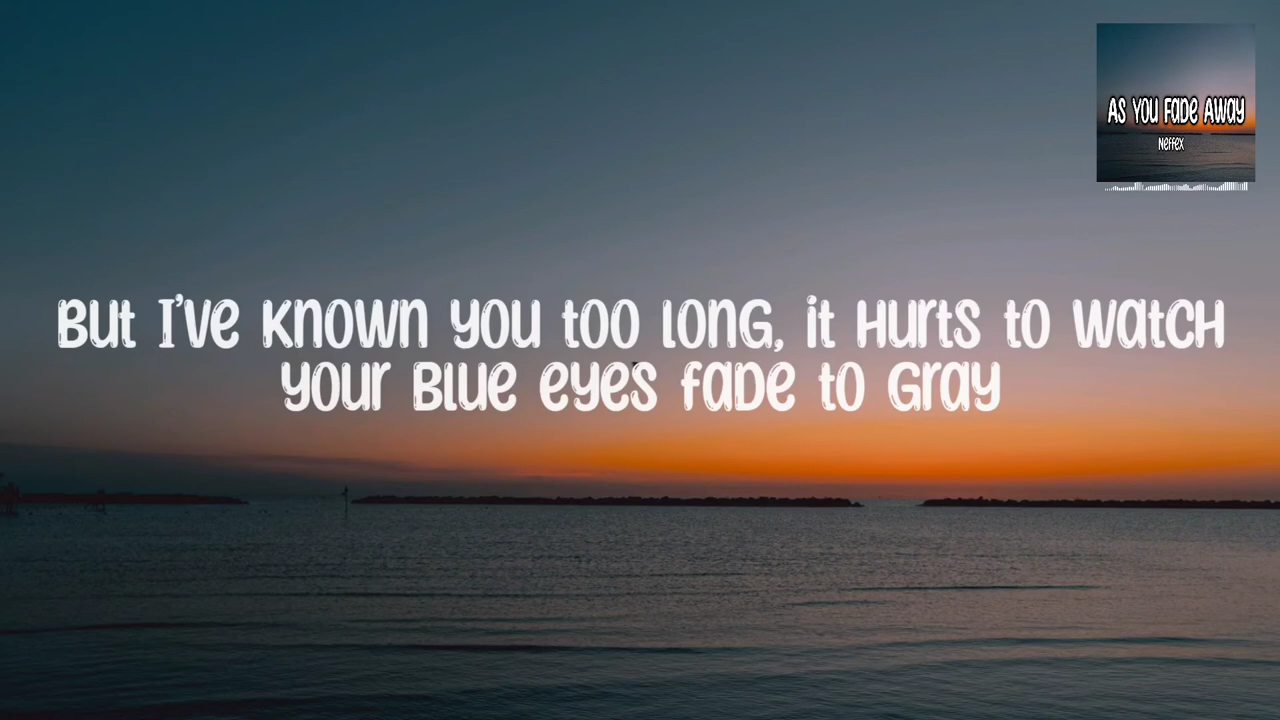 AS YOU FADE AWAY
NEFFEX
But I've known you too long, it hurts to watch
your blue eyes fade to gray